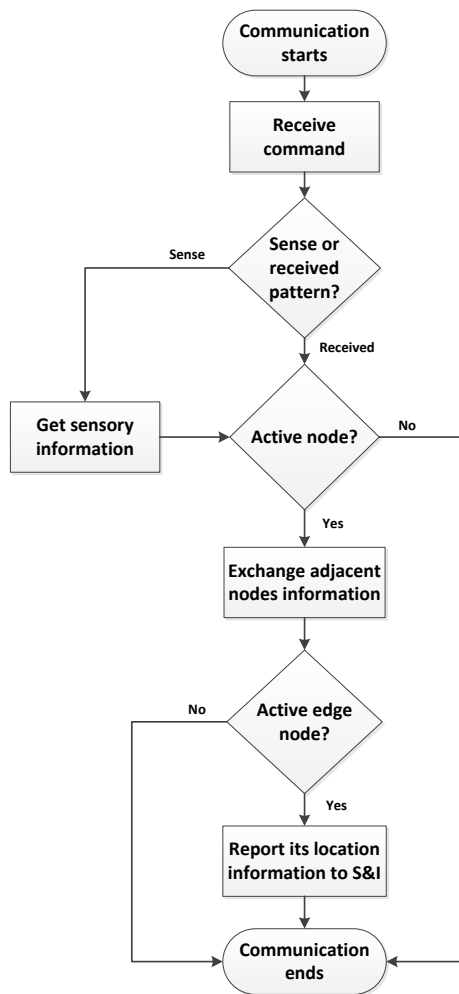 Communication
starts
Receive
command
Sense or
received
pattern?
Sense
Received
Get sensory
information
Active node?
No
Yes
Exchange adjacent
nodes information
Active edge
node?
No
Yes
Report its location
information to S&I
Communication
ends